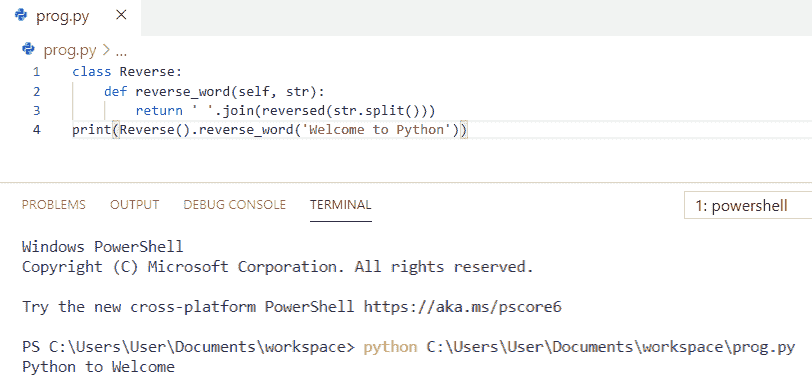 prog.py ×
prog.py > ...
1 class Reverse:
2     def reverse_word(self, str):
3         return ' '.join(reversed(str.split()))
4 print(Reverse().reverse_word('Welcome to Python'))
PROBLEMS OUTPUT DEBUG CONSOLE TERMINAL 1: powershell
Windows PowerShell
Copyright (C) Microsoft Corporation. All rights reserved.
Try the new cross-platform PowerShell https://aka.ms/pscore6
PS C:\Users\User\Documents\workspace> python C:\Users\User\Documents\workspace\prog.py
Python to Welcome